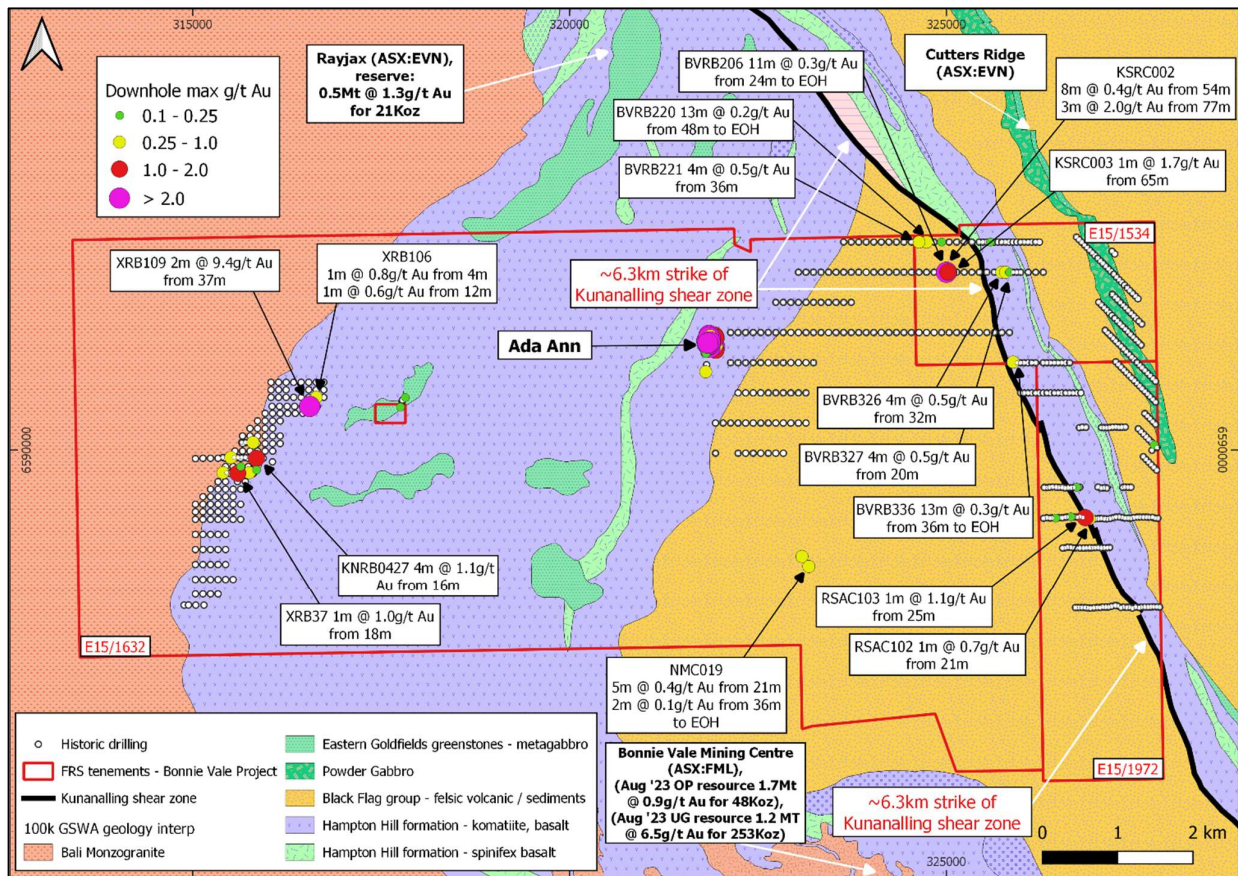 315000
320000
325000
Rayjax (ASX:EVN),
reserve:
0.5Mt @ 1.3g/t Au
for 21Koz
BVRB206 11m @ 0.3g/t Au
from 24m to EOH
Cutters Ridge
(ASX:EVN)
KSRC002
8m @ 0.4g/t Au from 54m
3m @ 2.0g/t Au from 77m
Downhole max g/t Au
0.1 - 0.25
0.25 - 1.0
1.0 - 2.0
> 2.0
BVRB220 13m @ 0.2g/t Au
from 48m to EOH
BVRB221 4m @ 0.5g/t Au
from 36m
KSRC003 1m @ 1.7g/t Au
from 65m
E15/1534
XRB109 2m @ 9.4g/t Au
from 37m
XRB106
1m @ 0.8g/t Au from 4m
1m @ 0.6g/t Au from 12m
~6.3km strike of
Kunanalling shear zone
Ada Ann
BVRB326 4m @ 0.5g/t Au
from 32m
BVRB327 4m @ 0.5g/t Au
from 20m
6590000
6590000
BVRB336 13m @ 0.3g/t Au
from 36m to EOH
KNRB0427 4m @ 1.1g/t
Au from 16m
XRB37 1m @ 1.0g/t Au
from 18m
RSAC103 1m @ 1.1g/t Au
from 25m
RSAC102 1m @ 0.7g/t Au
from 21m
E15/1632
NMC019
5m @ 0.4g/t Au from 21m
2m @ 0.1g/t Au from 36m
to EOH
Bonnie Vale Mining Centre
(ASX:FML),
(Aug '23 OP resource 1.7Mt
@ 0.9g/t Au for 48Koz),
(Aug '23 UG resource 1.2 MT
@ 6.5g/t Au for 253Koz)
E15/1972
~6.3km strike of
Kunanalling shear zone
0 1 2 km
325000
Historic drilling
FRS tenements - Bonnie Vale Project
Kunanalling shear zone
100k GSWA geology interp
Bali Monzogranite
Eastern Goldfields greenstones - metagabbro
Powder Gabbro
Black Flag group - felsic volcanic / sediments
Hampton Hill formation - komatiite, basalt
Hampton Hill formation - spinifex basalt